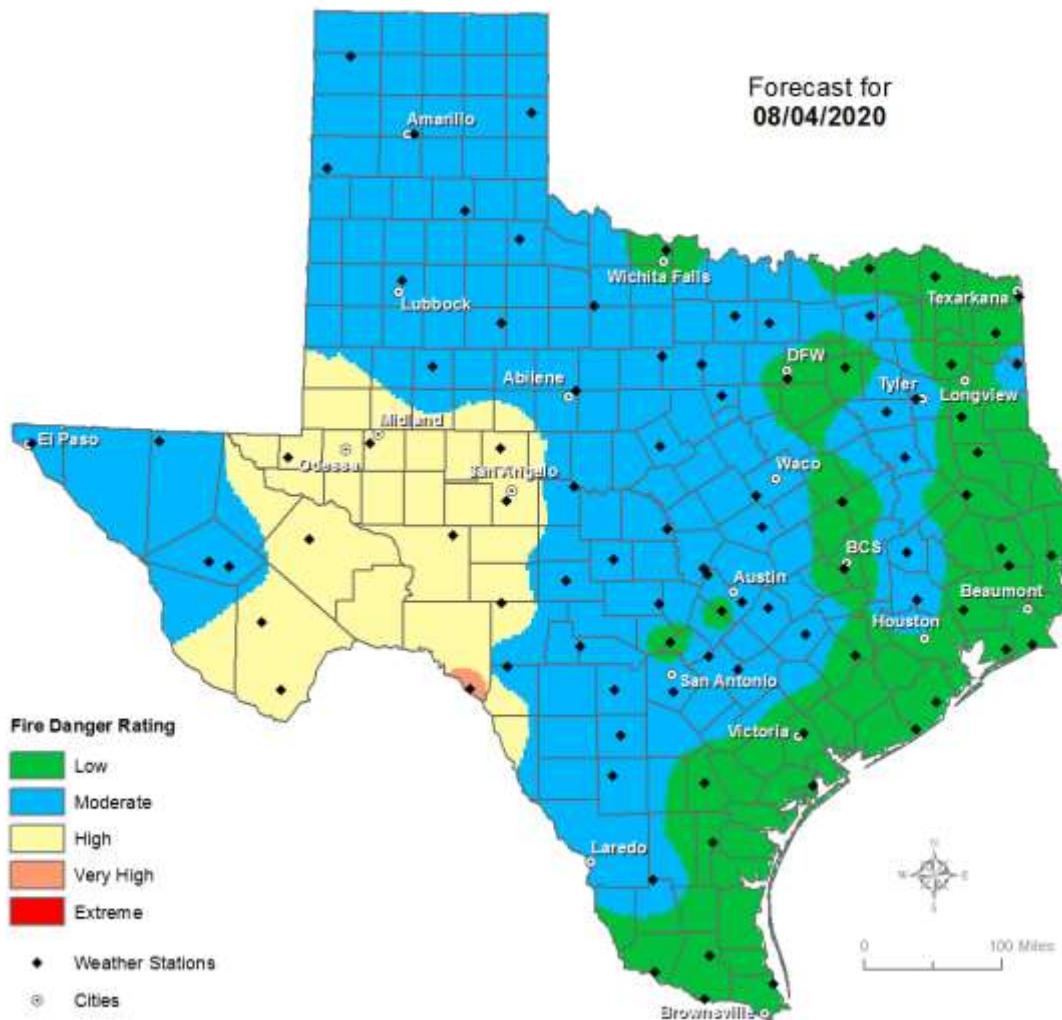 Forecast for
08/04/2020
Amarillo
Wichita Falls
Lubbock
Texarkana
DFW
Abilene
Tyler
Longview
Midland
El Paso
Odessa
San Angelo
Waco
BCS
Austin
Beaumont
Houston
San Antonio
Victoria
Laredo
Brownsville
Fire Danger Rating
Low
Moderate
High
Very High
Extreme
Weather Stations
Cities
N
W E
S
0 100 Miles